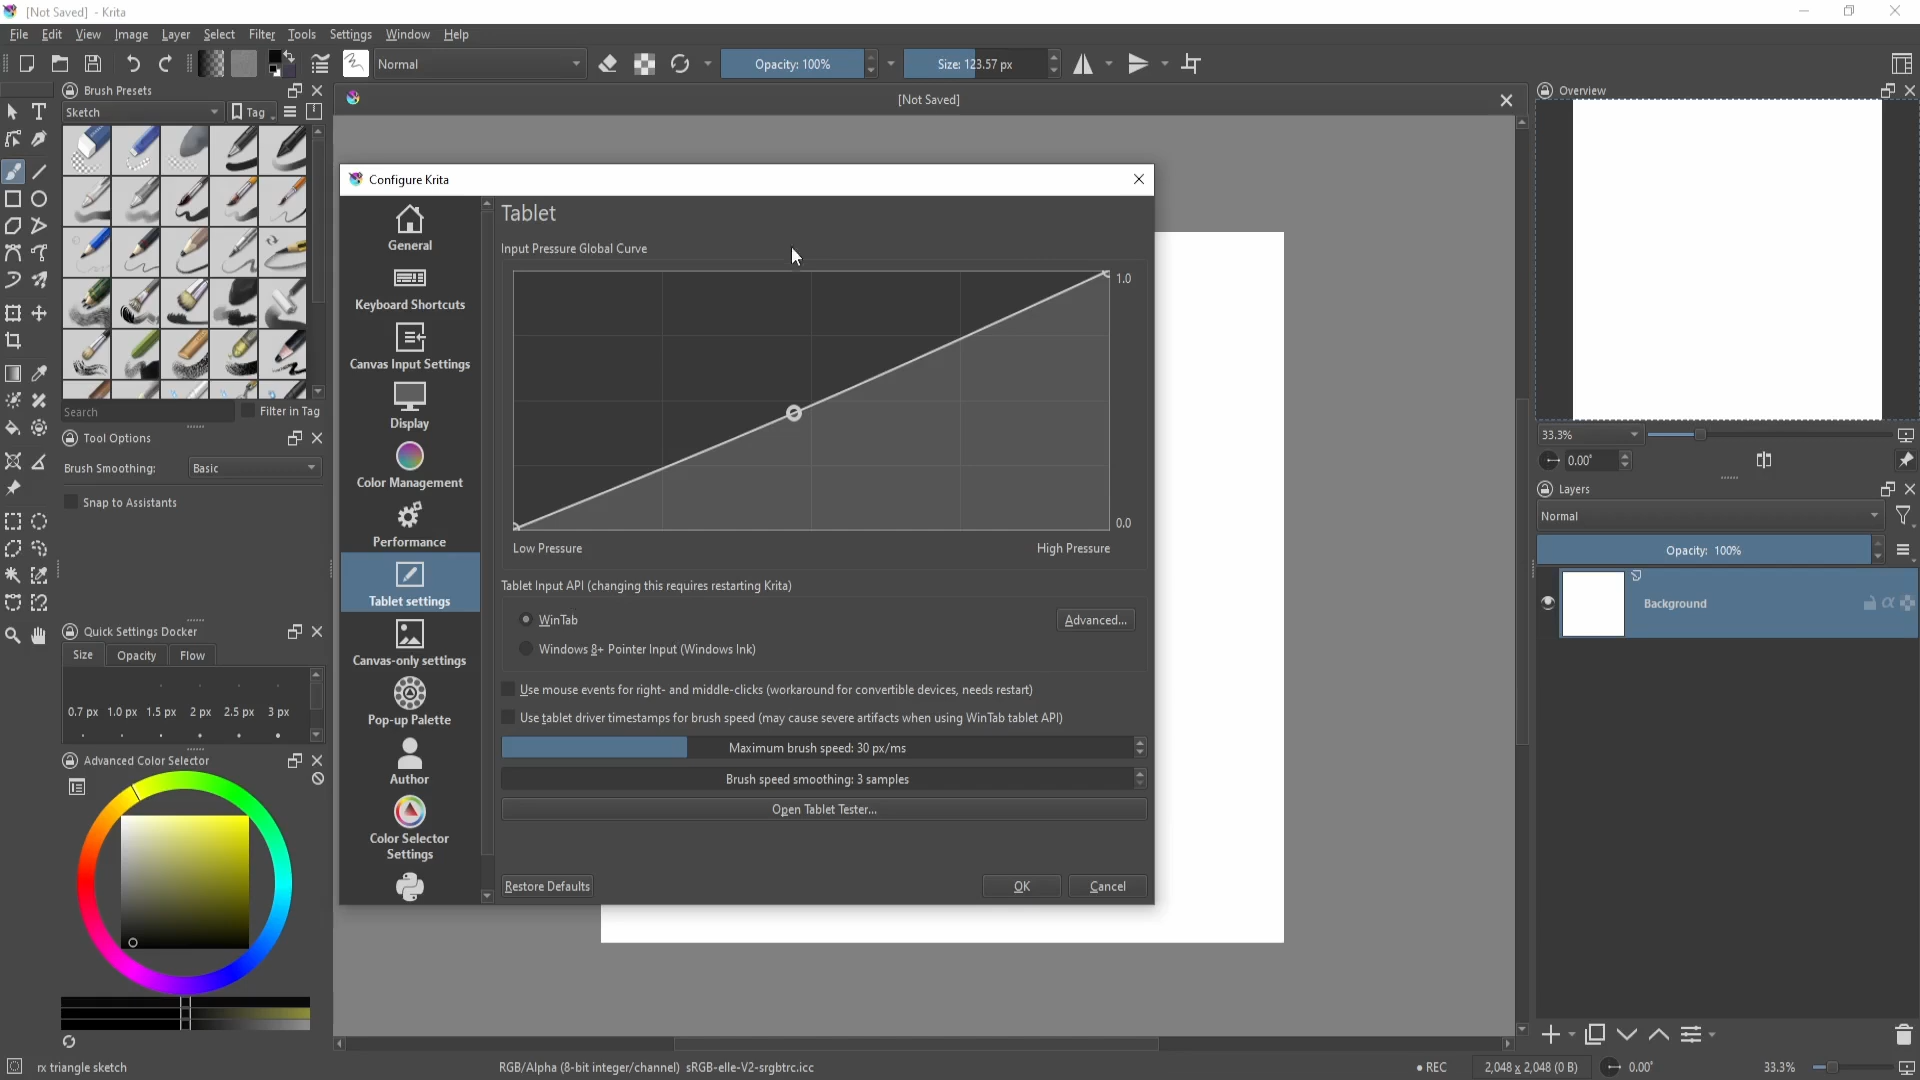 [Not Saved] - Krita
File Edit View Image Layer Select Filter Tools Settings Window Help
Normal Opacity: 100% Size: 123.57 px
Brush Presets
Sketch Tag
Search Filter in Tag
Tool Options
Brush Smoothing: Basic
Snap to Assistants
Quick Settings Docker
Size Opacity Flow
0.7 px 1.0 px 1.5 px 2 px 2.5 px 3 px
Advanced Color Selector
[Not Saved]
Configure Krita
General
Keyboard Shortcuts
Canvas Input Settings
Display
Color Management
Performance
Tablet settings
Canvas-only settings
Pop-up Palette
Author
Color Selector
Settings
Tablet
Input Pressure Global Curve
1.0
0.0
Low Pressure High Pressure
Tablet Input API (changing this requires restarting Krita)
WinTab Advanced...
Windows 8+ Pointer Input (Windows Ink)
Use mouse events for right- and middle-clicks (workaround for convertible devices, needs restart)
Use tablet driver timestamps for brush speed (may cause severe artifacts when using WinTab tablet API)
Maximum brush speed: 30 px/ms
Brush speed smoothing: 3 samples
Open Tablet Tester...
Restore Defaults OK Cancel
Overview
33.3%
0.00°
Layers
Normal
Opacity: 100%
Background
rx triangle sketch RGB/Alpha (8-bit integer/channel) sRGB-elle-V2-srgbtrc.icc • REC 2,048 x 2,048 (0 B) 0.00° 33.3%